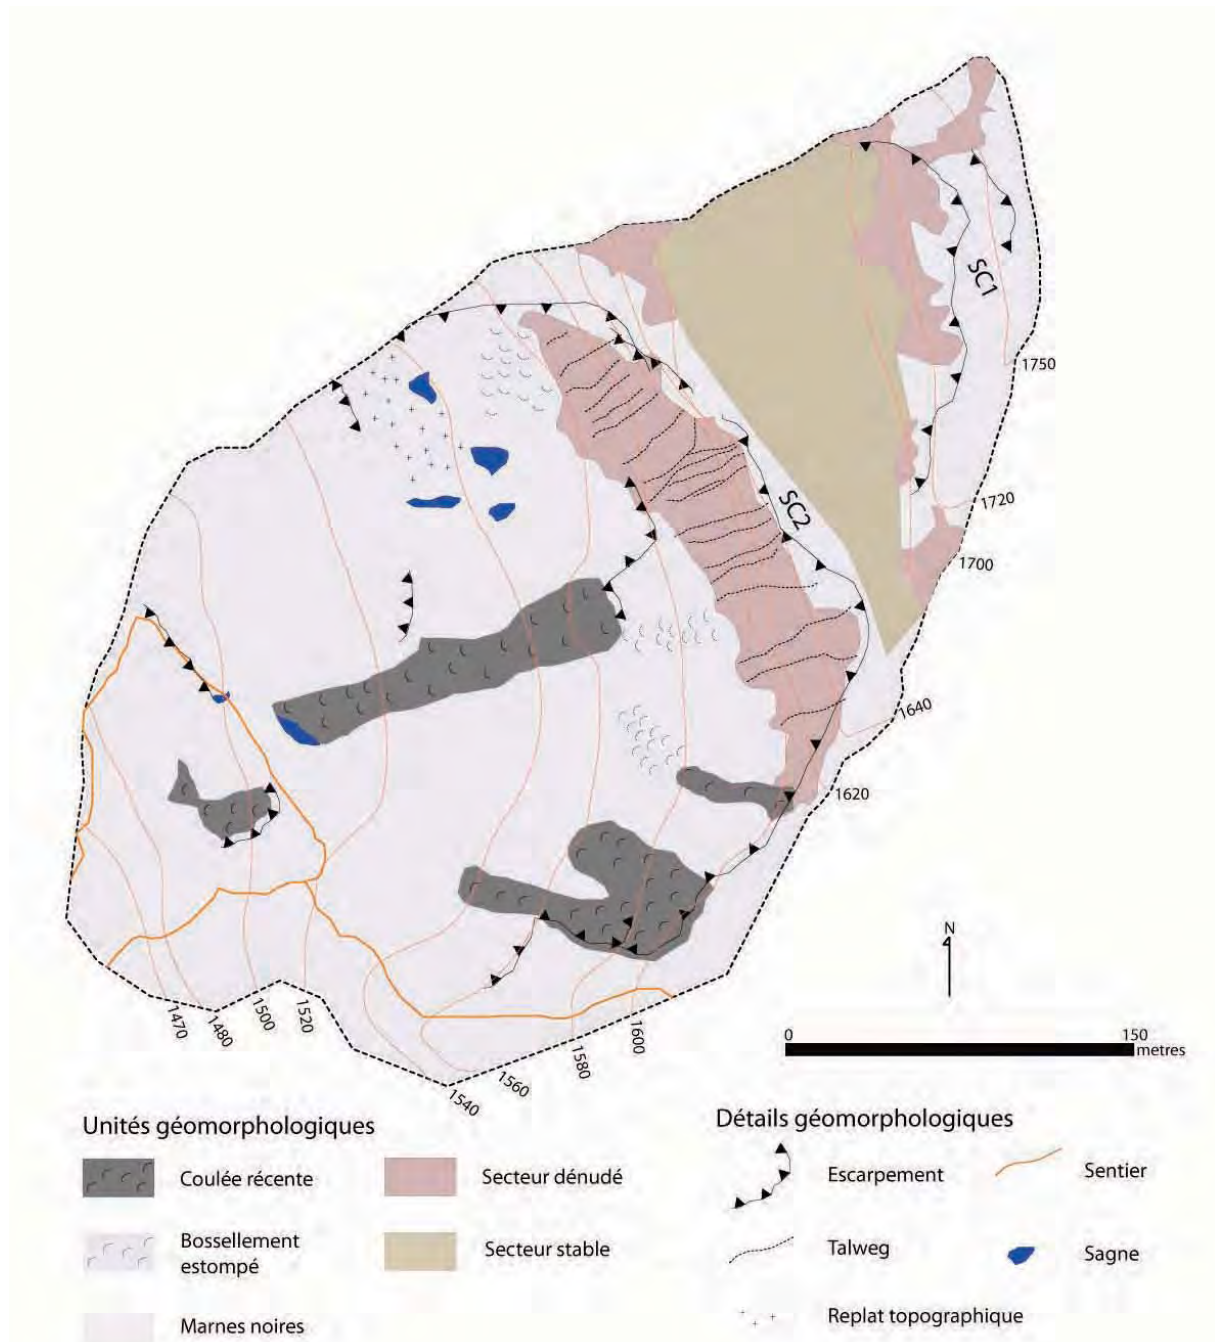 SC1
1750
SC2
1720
1700
1640
1620
N
1470
1480
1500
1520
1540
1560
1580
1600
0 150
metres
Unités géomorphologiques
Coulée récente
Secteur dénudé
Bossellement
estompé
Secteur stable
Marnes noires
Détails géomorphologiques
Escarpement
Sentier
Talweg
Sagne
Replat topographique